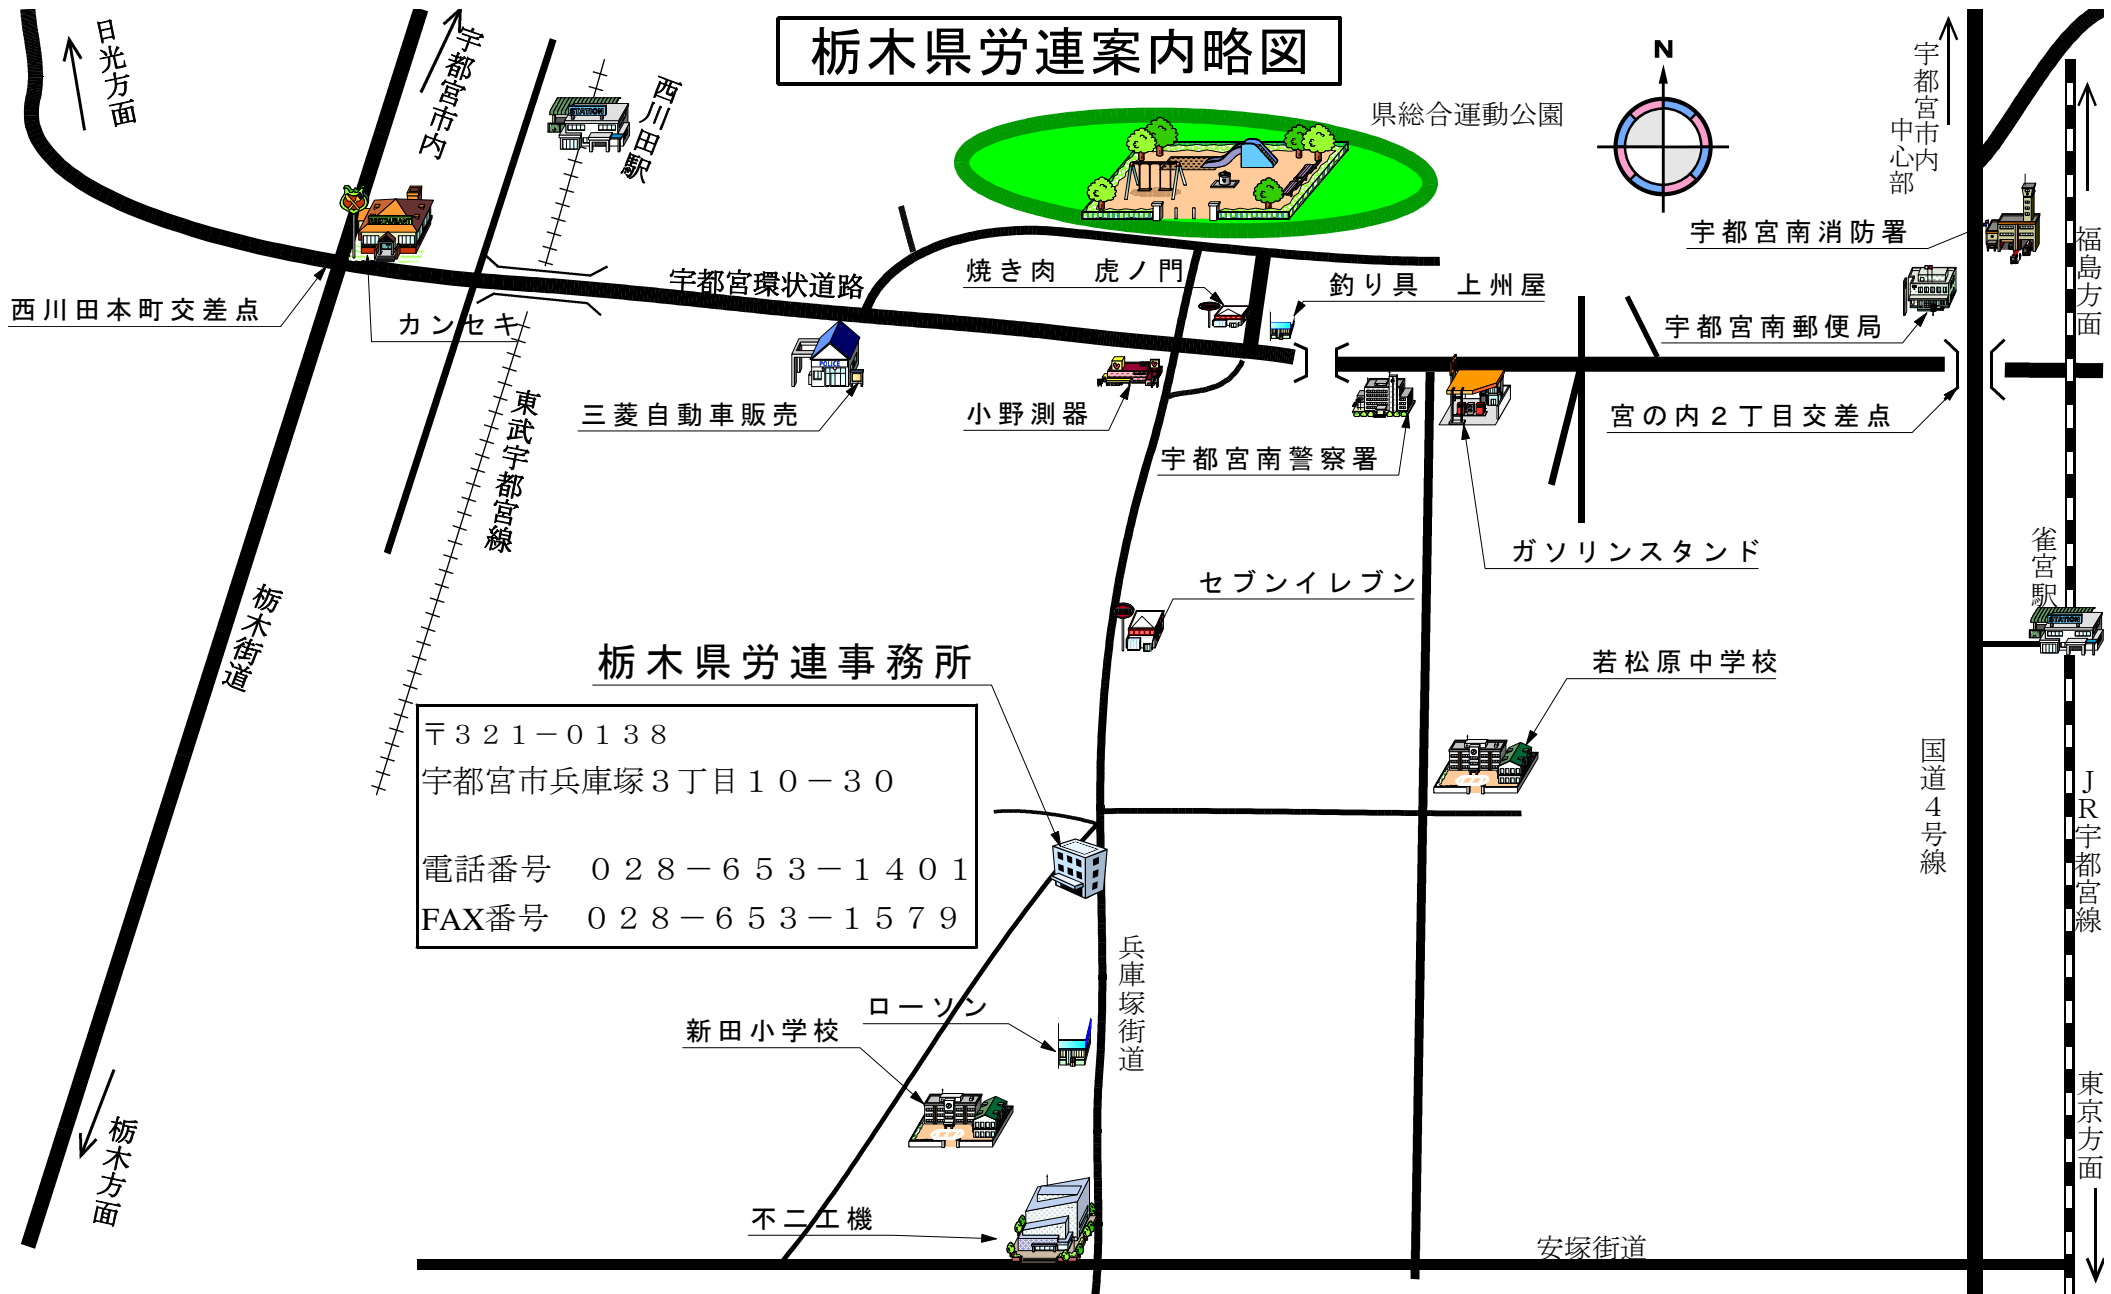 栃木県労連案内略図
日光方面
宇都宮市内
西川田駅
STATION
県総合運動公園
N
宇都宮市内
中心部
宇都宮南消防署
福島方面
RESTAURANT
宇都宮環状道路
焼き肉　虎ノ門
釣り具　上州屋
西川田本町交差点
カンセキ
宇都宮南郵便局
POLICE
三菱自動車販売
小野測器
宇都宮南警察署
宮の内２丁目交差点
東武宇都宮線
ガソリンスタンド
セブンイレブン
雀宮駅
STATION
栃木街道
栃木県労連事務所
若松原中学校
〒３２１－０１３８
宇都宮市兵庫塚３丁目１０－３０
電話番号　０２８－６５３－１４０１
FAX番号　０２８－６５３－１５７９
国道４号線
ＪＲ宇都宮線
兵庫塚街道
ローソン
新田小学校
東京方面
栃木方面
不二工機
安塚街道